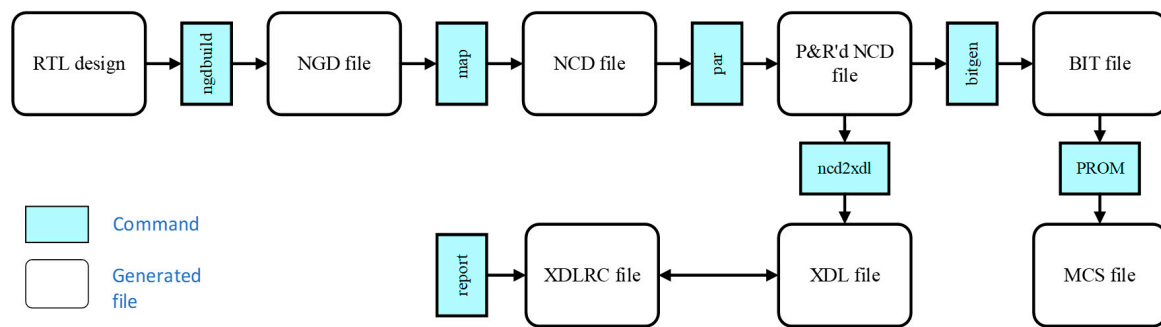 RTL design
ngdbuild
NGD file
map
NCD file
par
P&R'd NCD
file
bitgen
BIT file
ncd2xdl
PROM
Command
Generated
file
report
XDLRC file
XDL file
MCS file